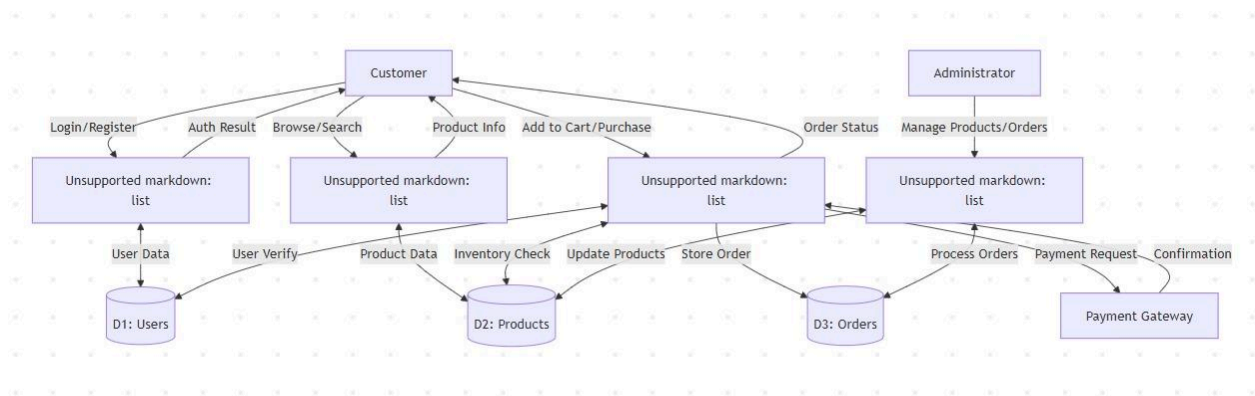 Customer
Administrator
Login/Register
Auth Result
Browse/Search
Product Info
Add to Cart/Purchase
Order Status
Manage Products/Orders
Unsupported markdown:
list
Unsupported markdown:
list
Unsupported markdown:
list
Unsupported markdown:
list
User Data
User Verify
Product Data
Inventory Check
Update Products
Store Order
Process Orders
Payment Request
Confirmation
D1: Users
D2: Products
D3: Orders
Payment Gateway